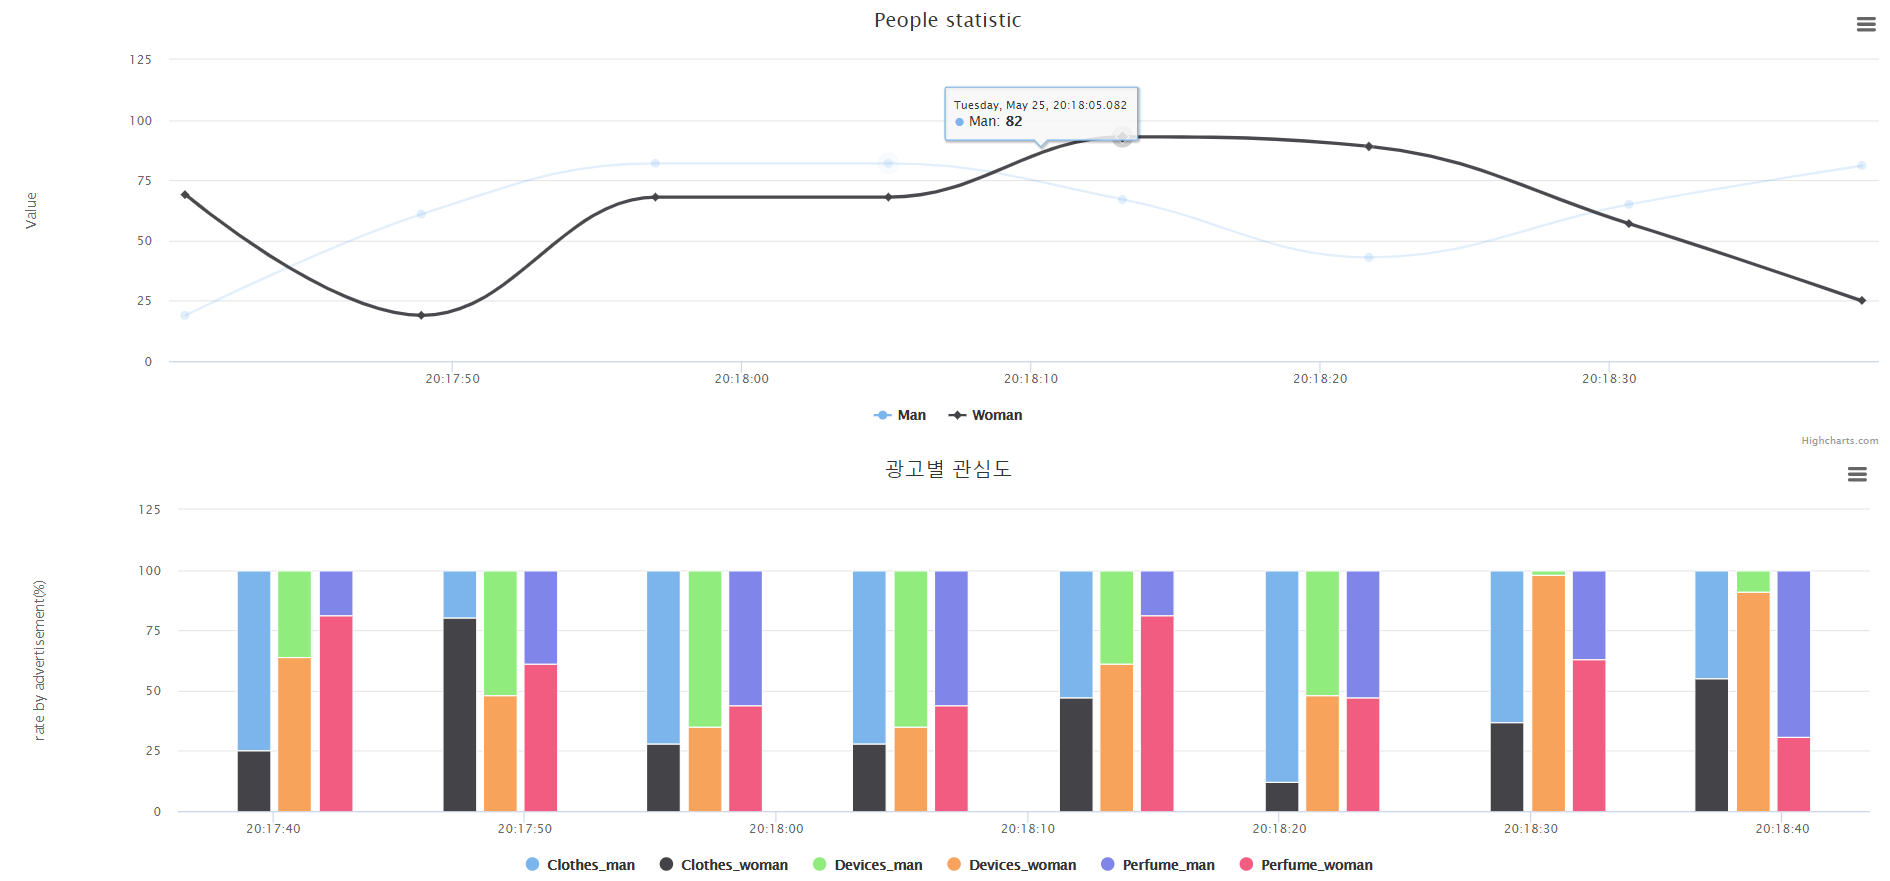 People statistic
125
100
75
50
25
0
Value
Tuesday, May 25, 20:18:05.082
Man: 82
20:17:50 20:18:00 20:18:10 20:18:20 20:18:30
Man Woman
Highcharts.com
광고별 관심도
125
100
75
50
25
0
rate by advertisement(%)
20:17:40 20:17:50 20:18:00 20:18:10 20:18:20 20:18:30 20:18:40
Clothes_man Clothes_woman Devices_man Devices_woman Perfume_man Perfume_woman